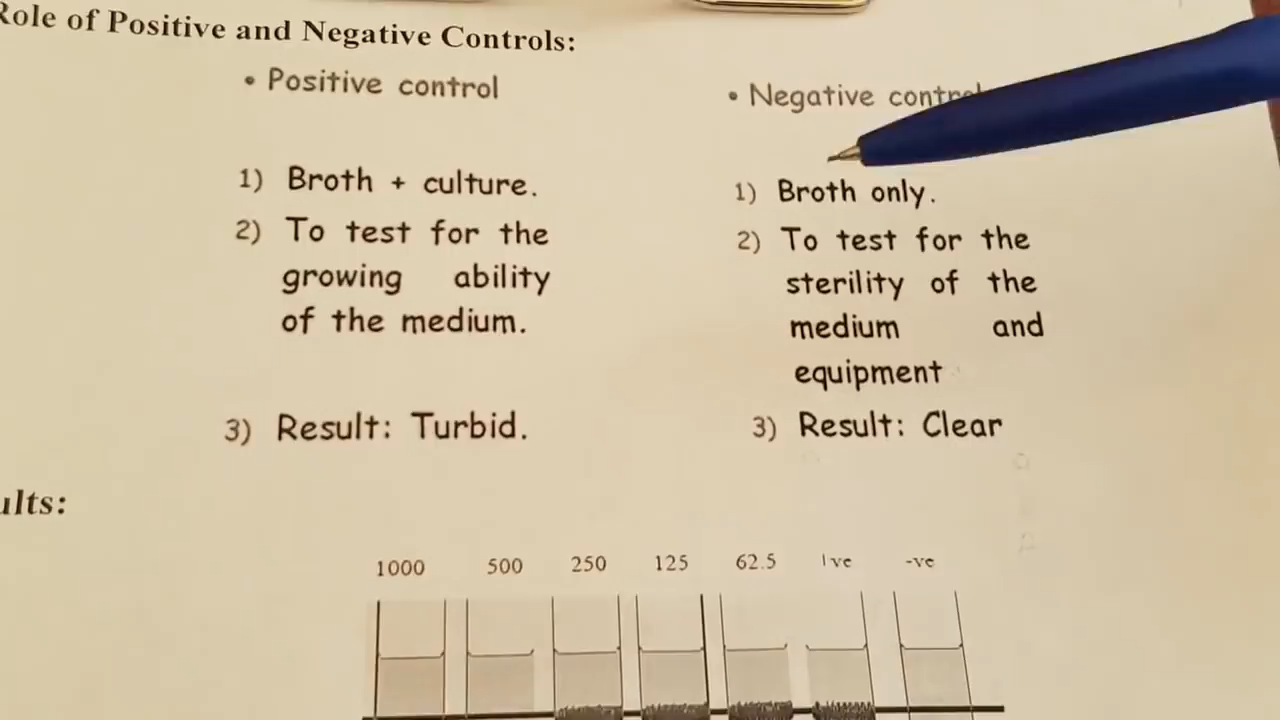 Role of Positive and Negative Controls:
• Positive control
1) Broth + culture.
2) To test for the
growing ability
of the medium.
3) Result: Turbid.
• Negative control
1) Broth only.
2) To test for the
sterility of the
medium and
equipment
3) Result: Clear
ults:
1000 500 250 125 62.5 +ve -ve